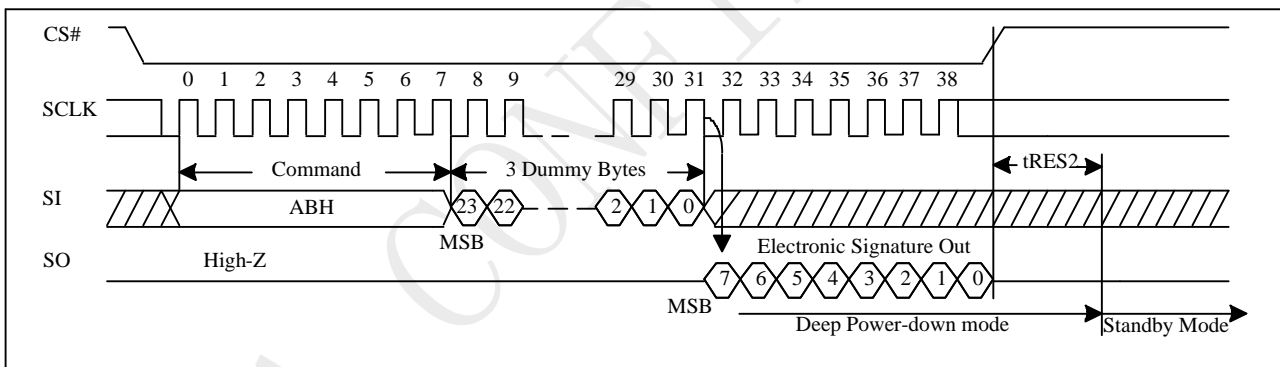 CS#
0 1 2 3 4 5 6 7 8 9 29 30 31 32 33 34 35 36 37 38
SCLK
Command 3 Dummy Bytes tRES2
SI ABH 23 22 2 1 0
MSB
Electronic Signature Out
SO High-Z 7 6 5 4 3 2 1 0
MSB
Deep Power-down mode Standby Mode